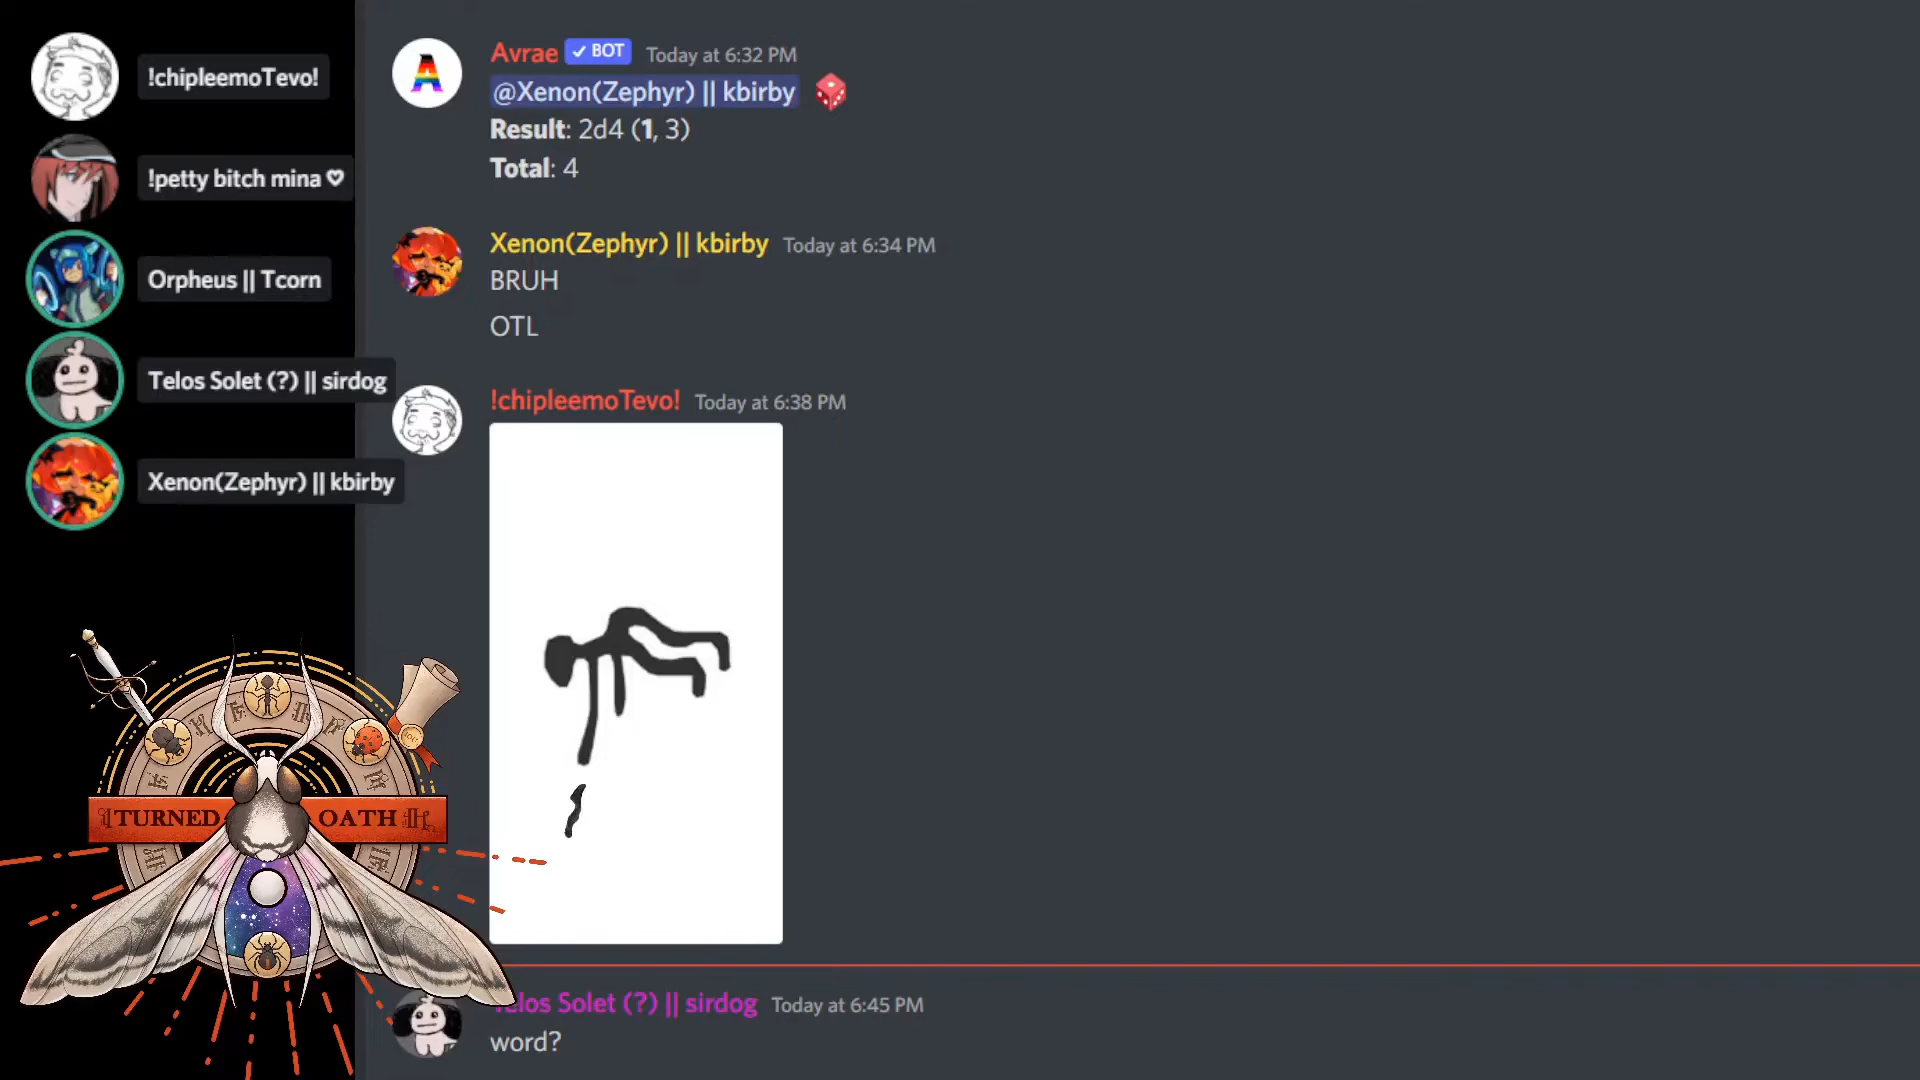 !chipleemoTevo!
!petty bitch mina ♡
Orpheus || Tcorn
Telos Solet (?) || sirdog
Xenon(Zephyr) || kbirby
TURNED OATH
A
Avrae ✓ BOT Today at 6:32 PM
@Xenon(Zephyr) || kbirby
Result: 2d4 (1, 3)
Total: 4
Xenon(Zephyr) || kbirby Today at 6:34 PM
BRUH
OTL
!chipleemoTevo! Today at 6:38 PM
elos Solet (?) || sirdog Today at 6:45 PM
word?